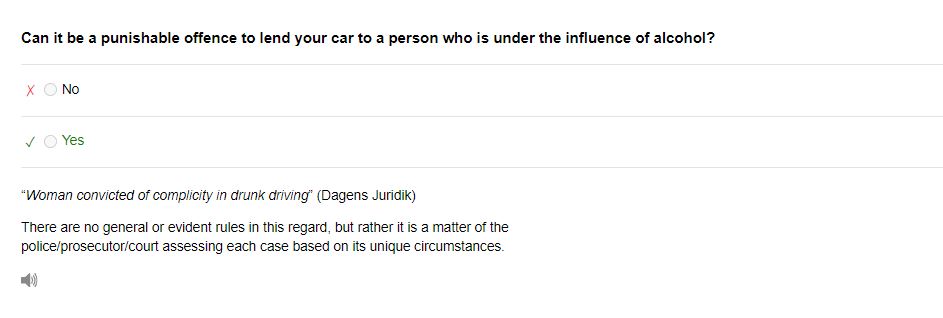 Can it be a punishable offence to lend your car to a person who is under the influence of alcohol?
✗ No
✓ Yes
“Woman convicted of complicity in drunk driving” (Dagens Juridik)
There are no general or evident rules in this regard, but rather it is a matter of the
police/prosecutor/court assessing each case based on its unique circumstances.